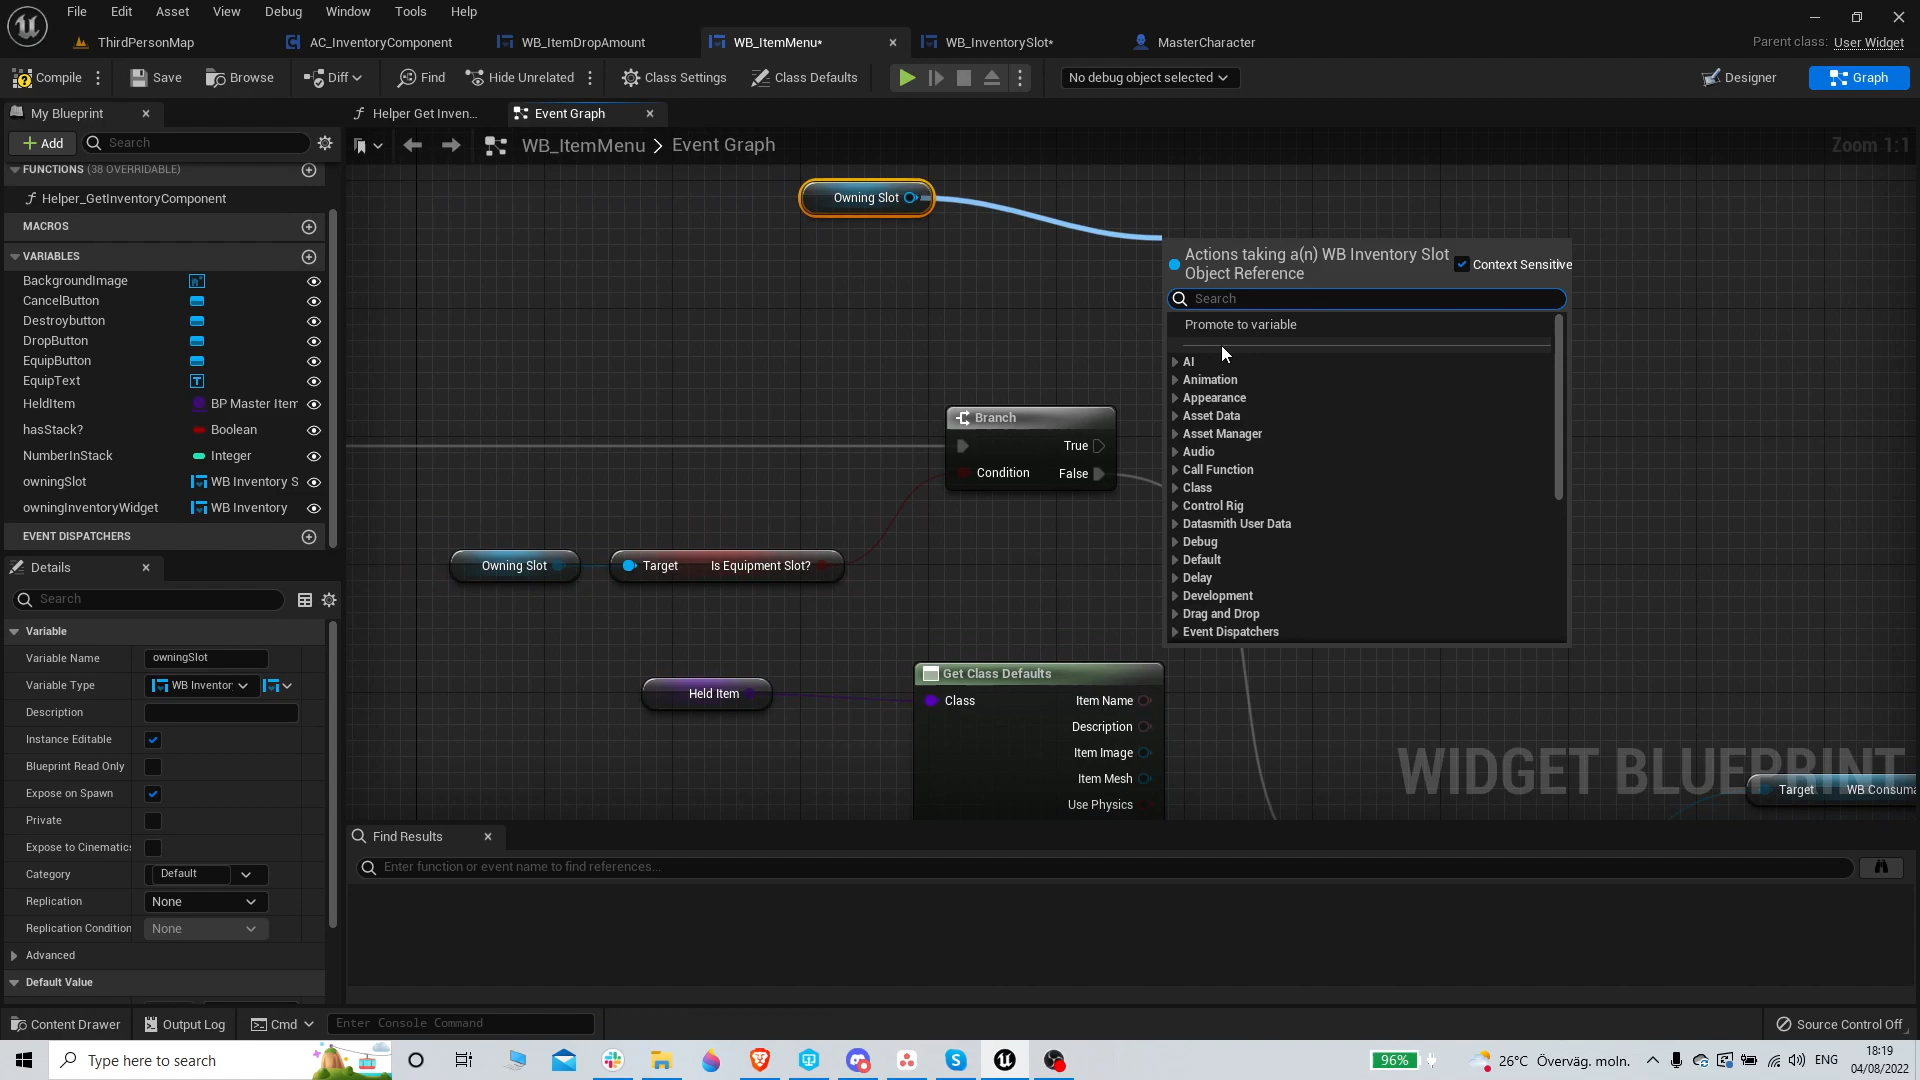 File Edit Asset View Debug Window Tools Help
ThirdPersonMap AC_InventoryComponent WB_ItemDropAmount WB_ItemMenu* WB_InventorySlot* MasterCharacter Parent class: User Widget
Compile Save Browse Diff Find Hide Unrelated Class Settings Class Defaults No debug object selected Designer Graph
My Blueprint Helper Get Inven... Event Graph
Add Search WB_ItemMenu > Event Graph Zoom 1:1
FUNCTIONS (38 OVERRIDABLE)
Helper_GetInventoryComponent
MACROS
VARIABLES
BackgroundImage
CancelButton
Destroybutton
DropButton
EquipButton
EquipText
HeldItem BP Master Item
hasStack? Boolean
NumberInStack Integer
owningSlot WB Inventory S
owningInventoryWidget WB Inventory
EVENT DISPATCHERS
Details
Search
Variable
Variable Name owningSlot
Variable Type WB Inventor
Description
Instance Editable
Blueprint Read Only
Expose on Spawn
Private
Expose to Cinematics
Category Default
Replication None
Replication Condition None
Advanced
Default Value
Owning Slot
Actions taking a(n) WB Inventory Slot
Object Reference
Context Sensitive
Search
Promote to variable
AI
Animation
Appearance
Asset Data
Asset Manager
Audio
Call Function
Class
Control Rig
Datasmith User Data
Debug
Default
Delay
Development
Drag and Drop
Event Dispatchers
Branch
True
Condition False
Owning Slot Target Is Equipment Slot?
Held Item
Get Class Defaults
Class Item Name
Description
Item Image
Item Mesh
Use Physics
WIDGET BLUEPRINT
Target WB Consuma
Find Results
Enter function or event name to find references...
Content Drawer Output Log Cmd Enter Console Command Source Control Off
Type here to search 96% 26°C Överväg. moln. ENG 18:19
04/08/2022